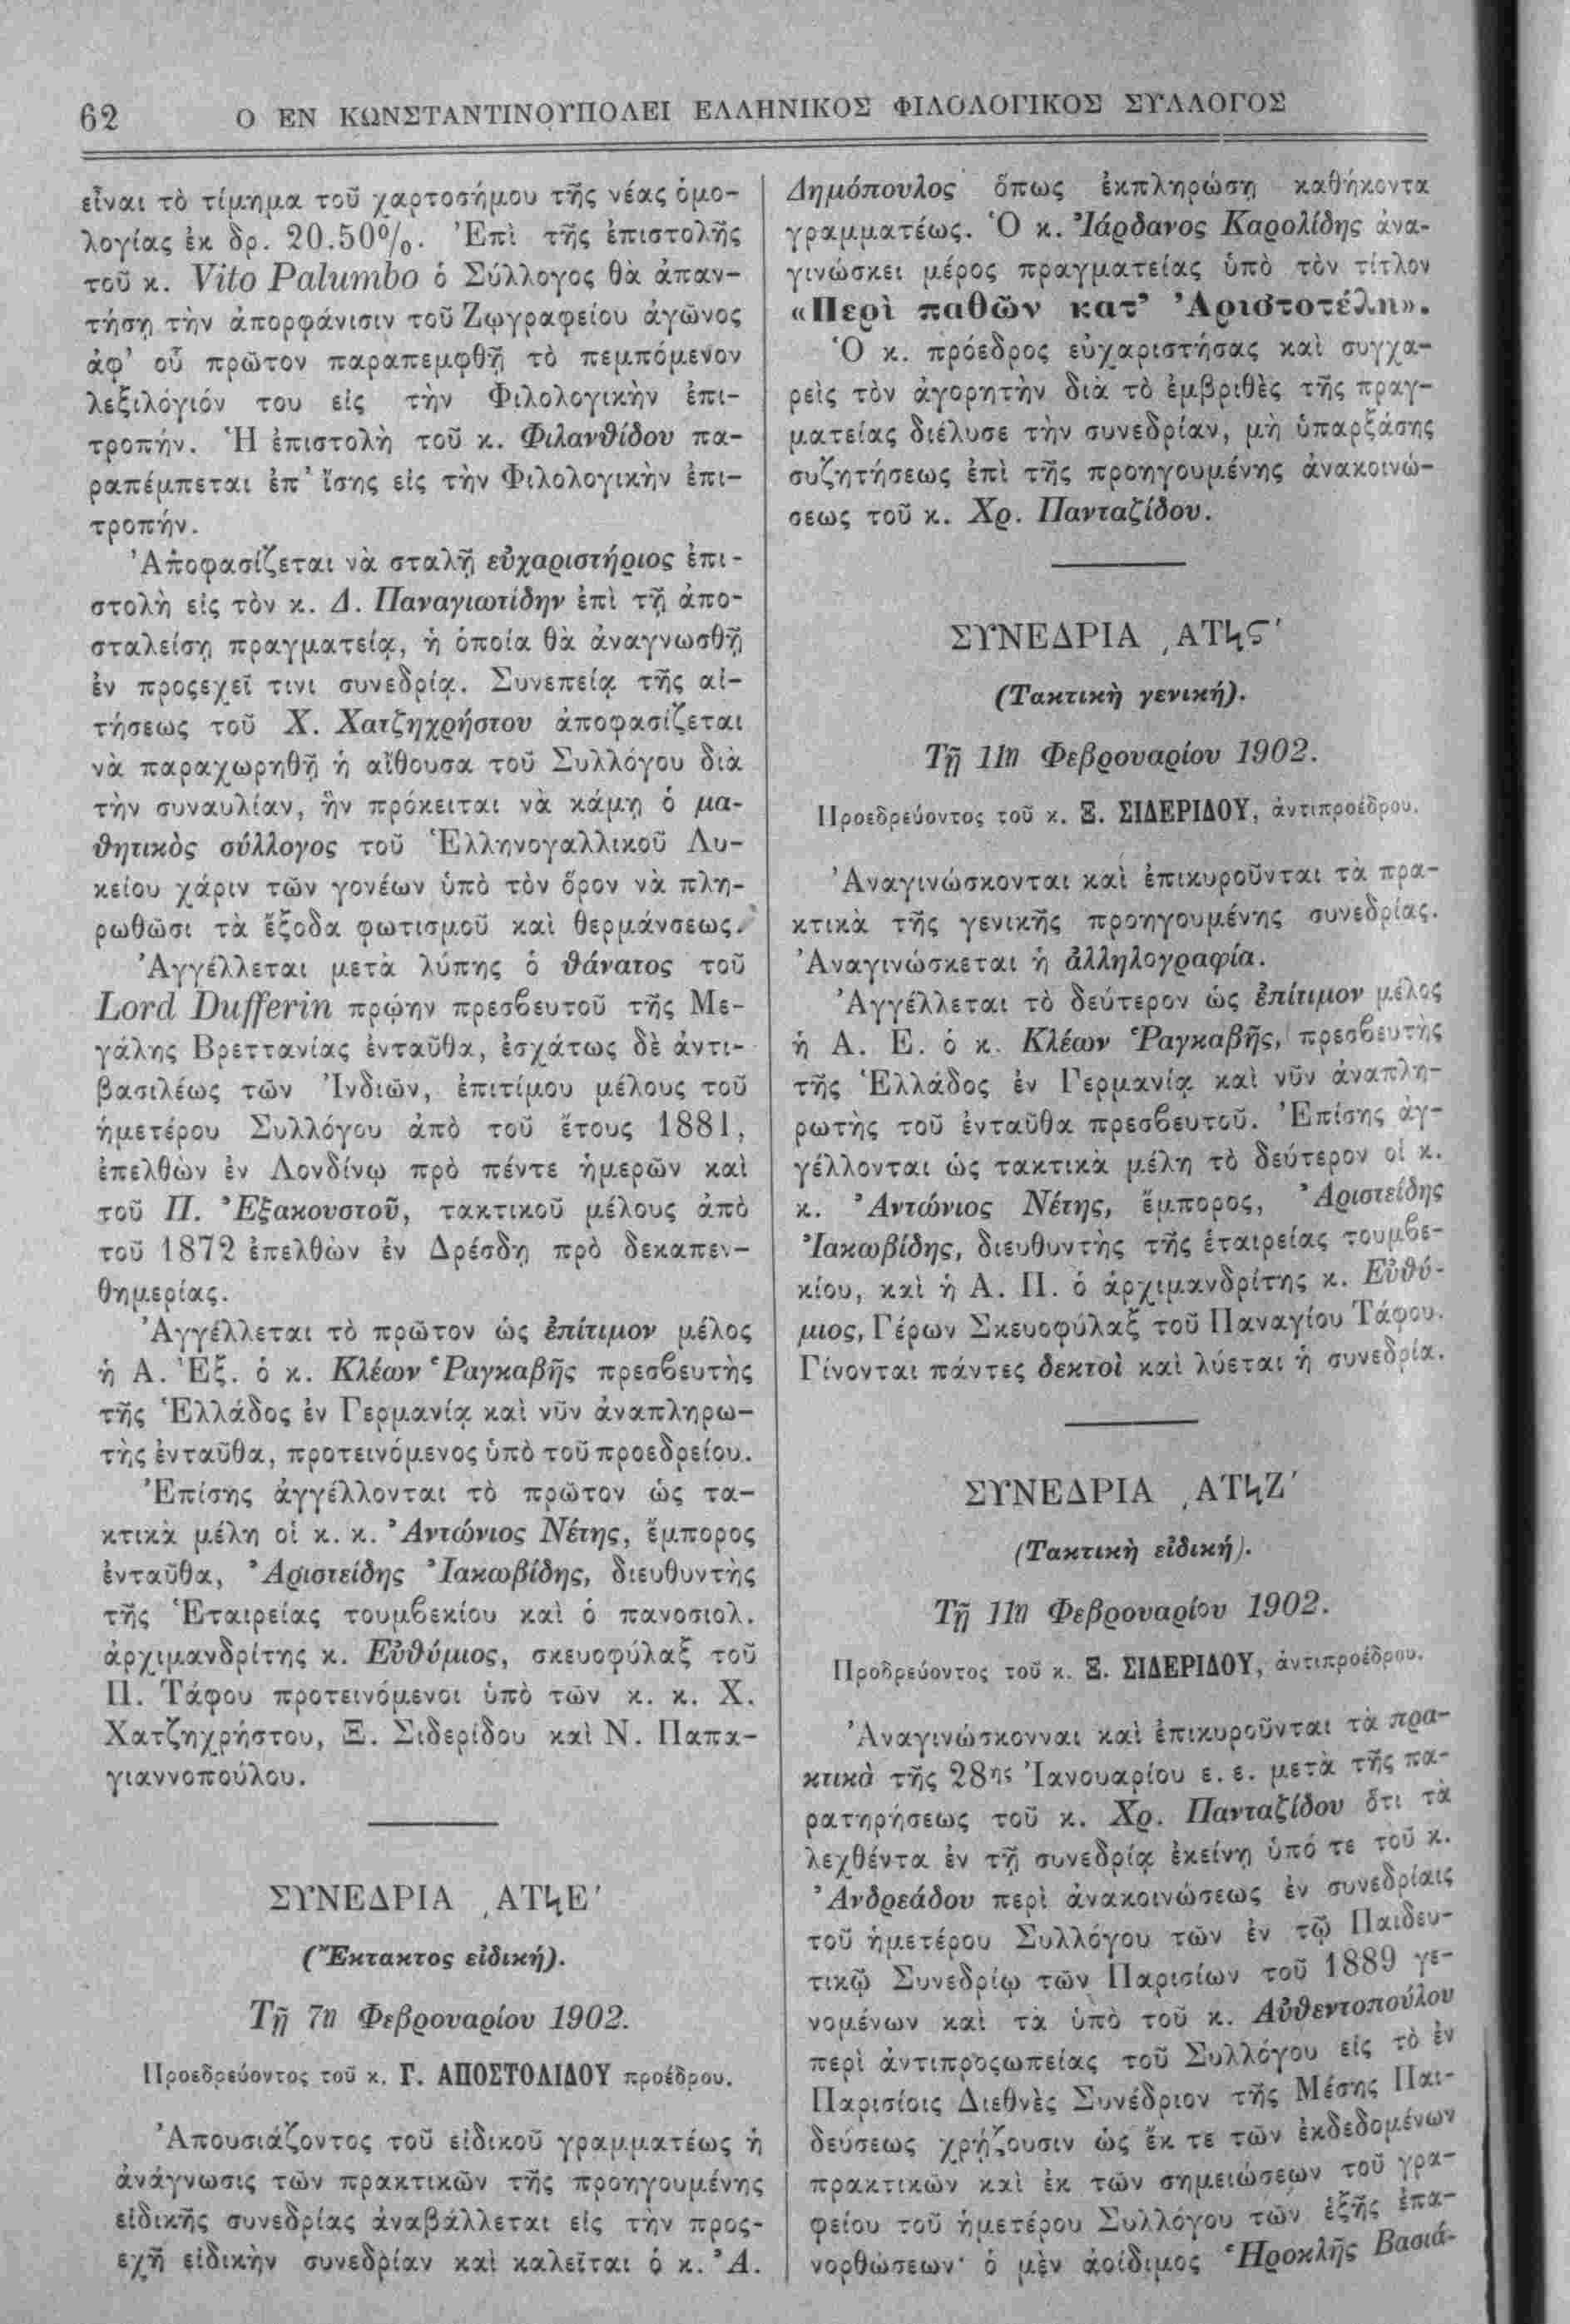 62 Ο ΕΝ ΚΩΝΣΤΑΝΤΙΝΟΥΠΟΛΕΙ ΕΛΛΗΝΙΚΟΣ ΦΙΛΟΛΟΓΙΚΟΣ ΣΥΛΛΟΓΟΣ
εἶναι τὸ τίμημα τοῦ χαρτοσήμου τῆς νέας ὁμο-
λογίας ἐκ δρ. 20.50%. Ἐπὶ τῆς ἐπιστολῆς
τοῦ κ. Vito Palumbo ὁ Σύλλογος θὰ ἀπαν-
τήσῃ τὴν ἀπορφάνισιν τοῦ Ζωγραφείου ἀγῶνος
ἀφ’ οὗ πρῶτον παραπεμφθῇ τὸ πεμπόμενον
λεξιλόγιόν του εἰς τὴν Φιλολογικὴν ἐπι-
τροπήν. Ἡ ἐπιστολὴ τοῦ κ. Φιλανθίδου πα-
ραπέμπεται ἐπ’ ἴσης εἰς τὴν Φιλολογικὴν ἐπι-
τροπήν.
Ἀποφασίζεται νὰ σταλῇ εὐχαριστήριος ἐπι-
στολὴ εἰς τὸν κ. Δ. Παναγιωτίδην ἐπὶ τῇ ἀπο-
σταλείσῃ πραγματείᾳ, ἡ ὁποία θὰ ἀναγνωσθῇ
ἐν προςεχεῖ τινι συνεδρίᾳ. Συνεπείᾳ τῆς αἰ-
τήσεως τοῦ Χ. Χατζηχρήστου ἀποφασίζεται
νὰ παραχωρηθῇ ἡ αἴθουσα τοῦ Συλλόγου διὰ
τὴν συναυλίαν, ἣν πρόκειται νὰ κάμῃ ὁ μα-
θητικὸς σύλλογος τοῦ Ἑλληνογαλλικοῦ Λυ-
κείου χάριν τῶν γονέων ὑπὸ τὸν ὅρον νὰ πλη-
ρωθῶσι τὰ ἔξοδα φωτισμοῦ καὶ θερμάνσεως.
Ἀγγέλλεται μετὰ λύπης ὁ θάνατος τοῦ
Lord Dufferin πρῴην πρεσβευτοῦ τῆς Με-
γάλης Βρεττανίας ἐνταῦθα, ἐσχάτως δὲ ἀντι-
βασιλέως τῶν Ἰνδιῶν, ἐπιτίμου μέλους τοῦ
ἡμετέρου Συλλόγου ἀπὸ τοῦ ἔτους 1881,
ἐπελθὼν ἐν Λονδίνῳ πρὸ πέντε ἡμερῶν καὶ
τοῦ Π. Ἐξακουστοῦ, τακτικοῦ μέλους ἀπὸ
τοῦ 1872 ἐπελθὼν ἐν Δρέσδῃ πρὸ δεκαπεν-
θημερίας.
Ἀγγέλλεται τὸ πρῶτον ὡς ἐπίτιμον μέλος
ἡ Α. Ἐξ. ὁ κ. Κλέων Ῥαγκαβῆς πρεσβευτὴς
τῆς Ἑλλάδος ἐν Γερμανίᾳ καὶ νῦν ἀναπληρω-
τὴς ἐνταῦθα, προτεινόμενος ὑπὸ τοῦ προεδρείου.
Ἐπίσης ἀγγέλλονται τὸ πρῶτον ὡς τα-
κτικὰ μέλη οἱ κ. κ. Ἀντώνιος Νέτης, ἔμπορος
ἐνταῦθα, Ἀριστείδης Ἰακωβίδης, διευθυντὴς
τῆς Ἑταιρείας τουμβεκίου καὶ ὁ πανοσιολ.
ἀρχιμανδρίτης κ. Εὐθύμιος, σκευοφύλαξ τοῦ
Π. Τάφου προτεινόμενοι ὑπὸ τῶν κ. κ. Χ.
Χατζηχρήστου, Ξ. Σιδερίδου καὶ Ν. Παπα-
γιαννοπούλου.
ΣΥΝΕΔΡΙΑ ͵ΑΤϞΕ′
(Ἔκτακτος εἰδική).
Τῇ 7ῃ Φεβρουαρίου 1902.
Προεδρεύοντος τοῦ κ. Γ. ΑΠΟΣΤΟΛΙΔΟΥ προέδρου.
Ἀπουσιάζοντος τοῦ εἰδικοῦ γραμματέως ἡ
ἀνάγνωσις τῶν πρακτικῶν τῆς προηγουμένης
εἰδικῆς συνεδρίας ἀναβάλλεται εἰς τὴν προς-
εχῆ εἰδικὴν συνεδρίαν καὶ καλεῖται ὁ κ. Ἀ.
Δημόπουλος ὅπως ἐκπληρώσῃ καθήκοντα
γραμματέως. Ὁ κ. Ἰάρδανος Καρολίδης ἀνα-
γινώσκει μέρος πραγματείας ὑπὸ τὸν τίτλον
«Περὶ παθῶν κατ’ Ἀριστοτέλη».
Ὁ κ. πρόεδρος εὐχαριστήσας καὶ συγχα-
ρεὶς τὸν ἀγορητὴν διὰ τὸ ἐμβριθὲς τῆς πραγ-
ματείας διέλυσε τὴν συνεδρίαν, μὴ ὑπαρξάσης
συζητήσεως ἐπὶ τῆς προηγουμένης ἀνακοινώ-
σεως τοῦ κ. Χρ. Πανταζίδου.
ΣΥΝΕΔΡΙΑ ͵ΑΤϞϚ′
(Τακτικὴ γενική).
Τῇ 11ῃ Φεβρουαρίου 1902.
Προεδρεύοντος τοῦ κ. Ξ. ΣΙΔΕΡΙΔΟΥ, ἀντιπροέδρου.
Ἀναγινώσκονται καὶ ἐπικυροῦνται τὰ πρα-
κτικὰ τῆς γενικῆς προηγουμένης συνεδρίας.
Ἀναγινώσκεται ἡ ἀλληλογραφία.
Ἀγγέλλεται τὸ δεύτερον ὡς ἐπίτιμον μέλος
ἡ Α. Ε. ὁ κ. Κλέων Ῥαγκαβῆς, πρεσβευτὴς
τῆς Ἑλλάδος ἐν Γερμανίᾳ καὶ νῦν ἀναπλη-
ρωτὴς τοῦ ἐνταῦθα πρεσβευτοῦ. Ἐπίσης ἀγ-
γέλλονται ὡς τακτικὰ μέλη τὸ δεύτερον οἱ κ.
κ. Ἀντώνιος Νέτης, ἔμπορος, Ἀριστείδης
Ἰακωβίδης, διευθυντὴς τῆς ἑταιρείας τουμβε-
κίου, καὶ ἡ Α. Π. ὁ ἀρχιμανδρίτης κ. Εὐθύ-
μιος, Γέρων Σκευοφύλαξ τοῦ Παναγίου Τάφου.
Γίνονται πάντες δεκτοὶ καὶ λύεται ἡ συνεδρία.
ΣΥΝΕΔΡΙΑ ͵ΑΤϞΖ′
(Τακτικὴ εἰδική).
Τῇ 11ῃ Φεβρουαρίου 1902.
Προδρεύοντος τοῦ κ. Ξ. ΣΙΔΕΡΙΔΟΥ, ἀντιπροέδρου.
Ἀναγινώσκονναι καὶ ἐπικυροῦνται τὰ πρα-
κτικὰ τῆς 28ης Ἰανουαρίου ε. ε. μετὰ τῆς πα-
ρατηρήσεως τοῦ κ. Χρ. Πανταζίδου ὅτι τὰ
λεχθέντα ἐν τῇ συνεδρίᾳ ἐκείνῃ ὑπό τε τοῦ κ.
Ἀνδρεάδου περὶ ἀνακοινώσεως ἐν συνεδρίαις
τοῦ ἡμετέρου Συλλόγου τῶν ἐν τῷ Παιδευ-
τικῷ Συνεδρίῳ τῶν Παρισίων τοῦ 1889 γε-
νομένων καὶ τὰ ὑπὸ τοῦ κ. Αὐθεντοπούλου
περὶ ἀντιπροςωπείας τοῦ Συλλόγου εἰς τὸ ἐν
Παρισίοις Διεθνὲς Συνέδριον τῆς Μέσης Παι-
δεύσεως χρῄζουσιν ὡς ἔκ τε τῶν ἐκδεδομένων
πρακτικῶν καὶ ἐκ τῶν σημειώσεων τοῦ γρα-
φείου τοῦ ἡμετέρου Συλλόγου τῶν ἑξῆς ἐπα-
νορθώσεων· ὁ μὲν ἀοίδιμος Ἡροκλῆς Βασιά-